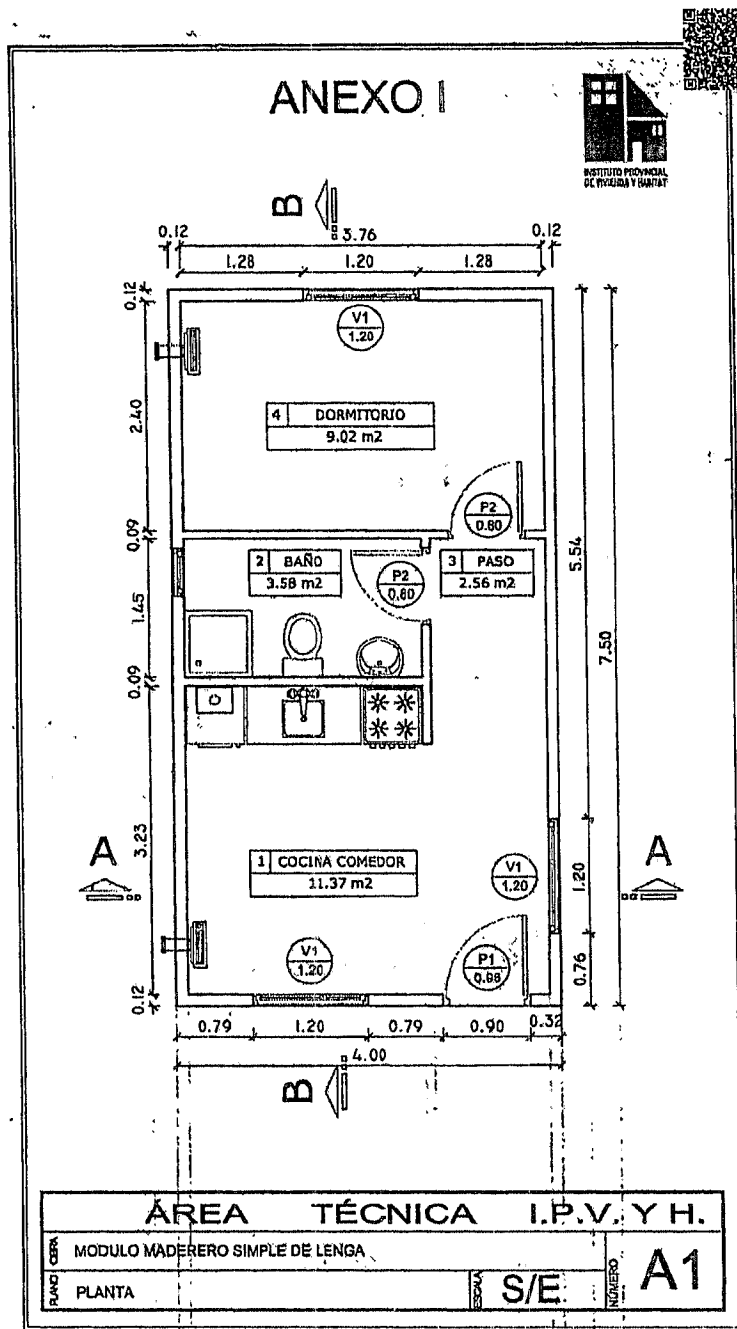 ANEXO I
INSTITUTO PROVINCIAL
DE VIVIENDA Y HABITAT
B
0.12
3.76
0.12
1.28
1.20
1.28
0.12
V1
1.20
2.40
4 DORMITORIO
9.02 m2
P2
0.80
0.09
2 BAÑO
3.58 m2
P2
0.80
3 PASO
2.56 m2
5.54
7.50
1.45
0.09
3.23
A
1 COCINA COMEDOR
11.37 m2
V1
1.20
1.20
A
V1
1.20
P1
0.76
0.12
0.79
1.20
0.79
0.90
0.32
4.00
B
ÁREA TÉCNICA I.P.V. Y H.
OBRA
MODULO MADERERO SIMPLE DE LENGA
PLANO
PLANTA
ESCALA
S/E
NÚMERO
A1